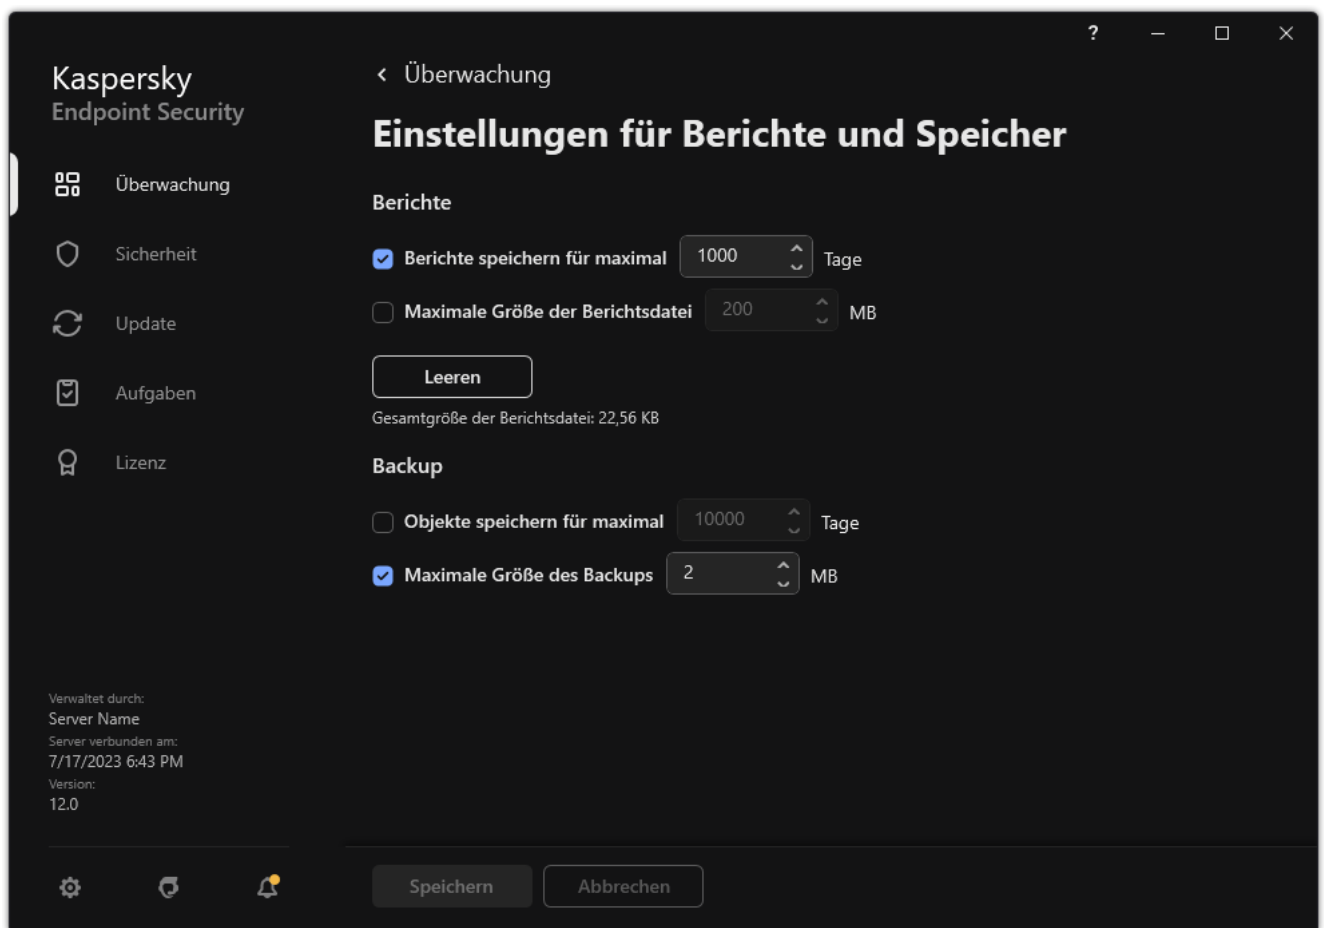 ?
Kaspersky
Endpoint Security
Überwachung
Sicherheit
Update
Aufgaben
Lizenz
Verwaltet durch:
Server Name
Server verbunden am:
7/17/2023 6:43 PM
Version:
12.0
Überwachung
Einstellungen für Berichte und Speicher
Berichte
Berichte speichern für maximal 1000 Tage
Maximale Größe der Berichtsdatei 200 MB
Leeren
Gesamtgröße der Berichtsdatei: 22,56 KB
Backup
Objekte speichern für maximal 10000 Tage
Maximale Größe des Backups 2 MB
Speichern Abbrechen